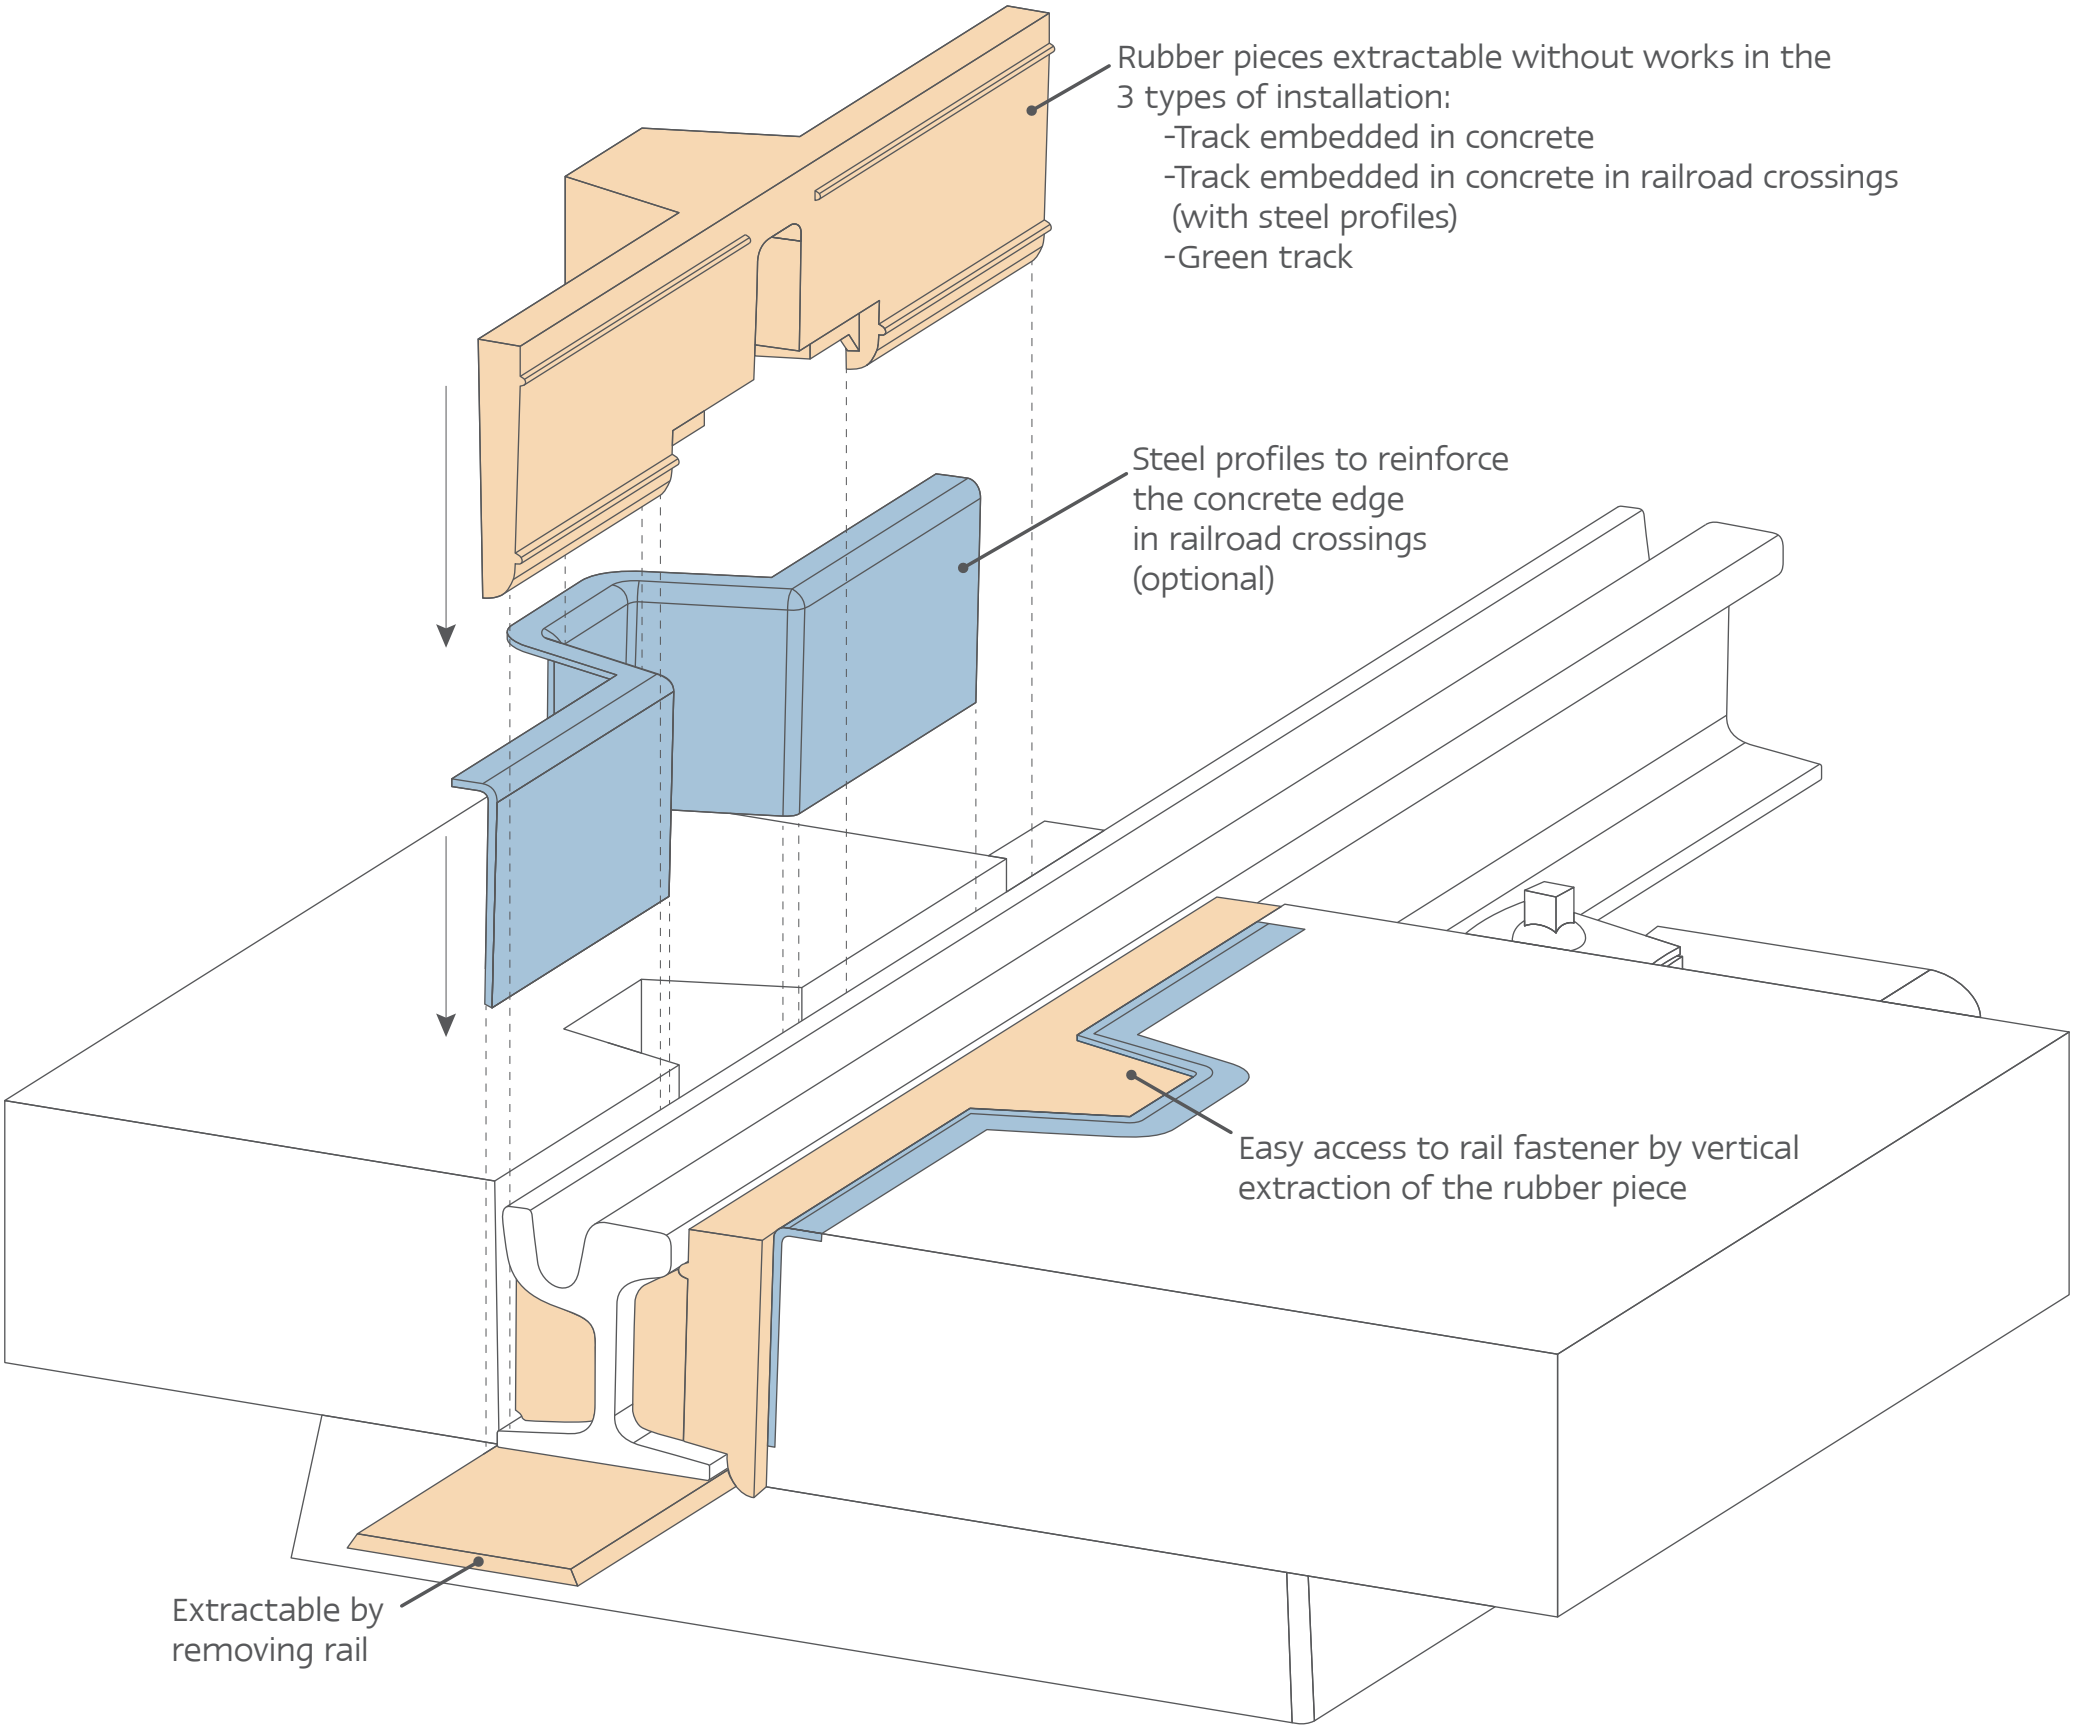 Rubber pieces extractable without works in the
3 types of installation:
-Track embedded in concrete
-Track embedded in concrete in railroad crossings
(with steel profiles)
-Green track
Steel profiles to reinforce
the concrete edge
in railroad crossings
(optional)
Easy access to rail fastener by vertical
extraction of the rubber piece
Extractable by
removing rail